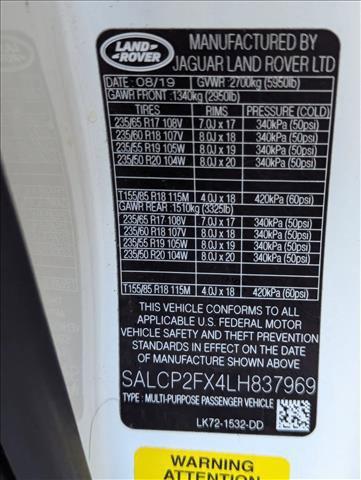 LAND
ROVER
MANUFACTURED BY
JAGUAR LAND ROVER LTD
DATE: 08/19 GVWR: 2700kg (5950lb)
GAWR FRONT: 1340kg (2950lb)
TIRES RIMS PRESSURE (COLD)
235/65 R17 108V 7.0J x 17 340kPa (50psi)
235/60 R18 107V 8.0J x 18 340kPa (50psi)
235/55 R19 105W 8.0J x 19 340kPa (50psi)
235/50 R20 104W 8.0J x 20 340kPa (50psi)
T155/85 R18 115M 4.0J x 18 420kPa (60psi)
GAWR REAR: 1510kg (3325lb)
235/65 R17 108V 7.0J x 17 340kPa (50psi)
235/60 R18 107V 8.0J x 18 340kPa (50psi)
235/55 R19 105W 8.0J x 19 340kPa (50psi)
235/50 R20 104W 8.0J x 20 340kPa (50psi)
T155/85 R18 115M 4.0J x 18 420kPa (60psi)
THIS VEHICLE CONFORMS TO ALL
APPLICABLE U.S. FEDERAL MOTOR
VEHICLE SAFETY AND THEFT PREVENTION
STANDARDS IN EFFECT ON THE DATE OF
MANUFACTURE SHOWN ABOVE
SALCP2FX4LH837969
TYPE : MULTI-PURPOSE PASSENGER VEHICLE
LK72-1532-DD
WARNING
ATTENTION